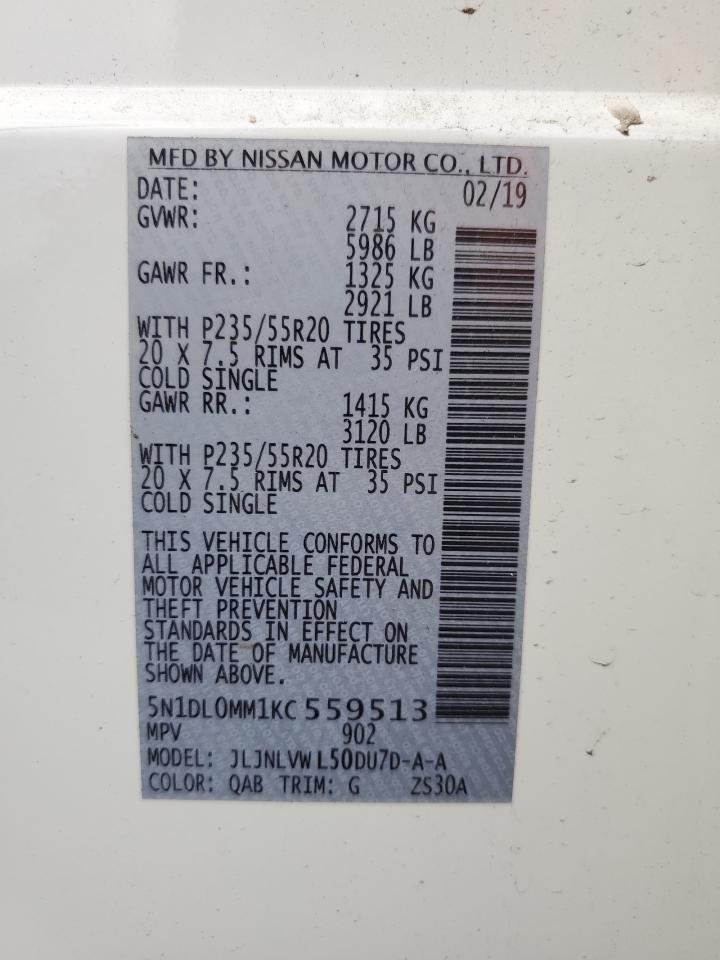 MFD BY NISSAN MOTOR CO., LTD.
DATE: 02/19
GVWR: 2715 KG
5986 LB
GAWR FR.: 1325 KG
2921 LB
WITH P235/55R20 TIRES
20 X 7.5 RIMS AT 35 PSI
COLD SINGLE
GAWR RR.: 1415 KG
3120 LB
WITH P235/55R20 TIRES
20 X 7.5 RIMS AT 35 PSI
COLD SINGLE
THIS VEHICLE CONFORMS TO
ALL APPLICABLE FEDERAL
MOTOR VEHICLE SAFETY AND
THEFT PREVENTION
STANDARDS IN EFFECT ON
THE DATE OF MANUFACTURE
SHOWN ABOVE.
5N1DL0MM1KC 559513
MPV 902
MODEL: JLJNLVW L50DU7D-A-A
COLOR: QAB TRIM: G ZS30A